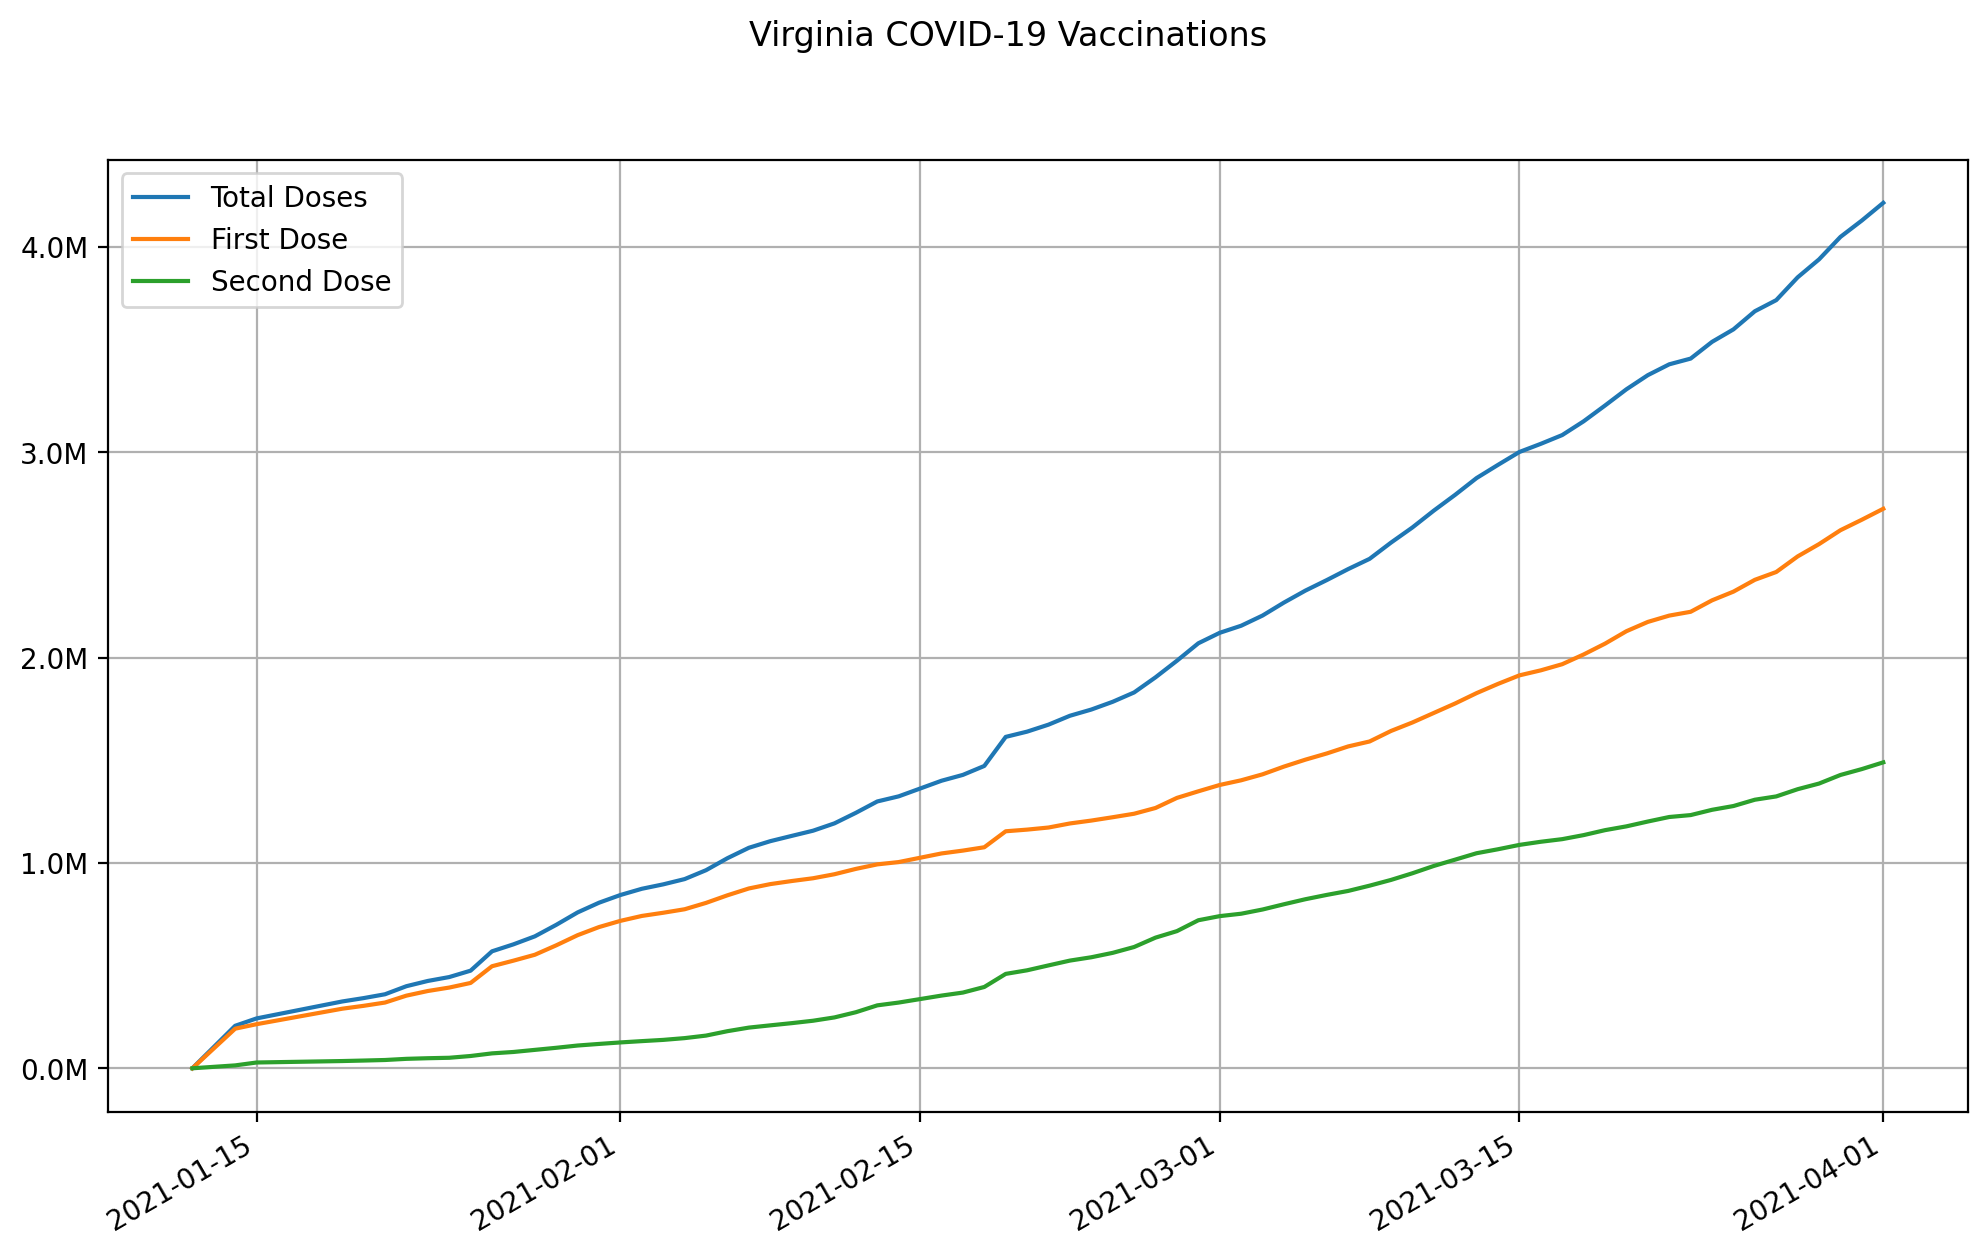 Virginia COVID-19 Vaccinations
Total Doses
First Dose
Second Dose
4.0M
3.0M
2.0M
1.0M
0.0M
2021-01-15
2021-02-01
2021-02-15
2021-03-01
2021-03-15
2021-04-01